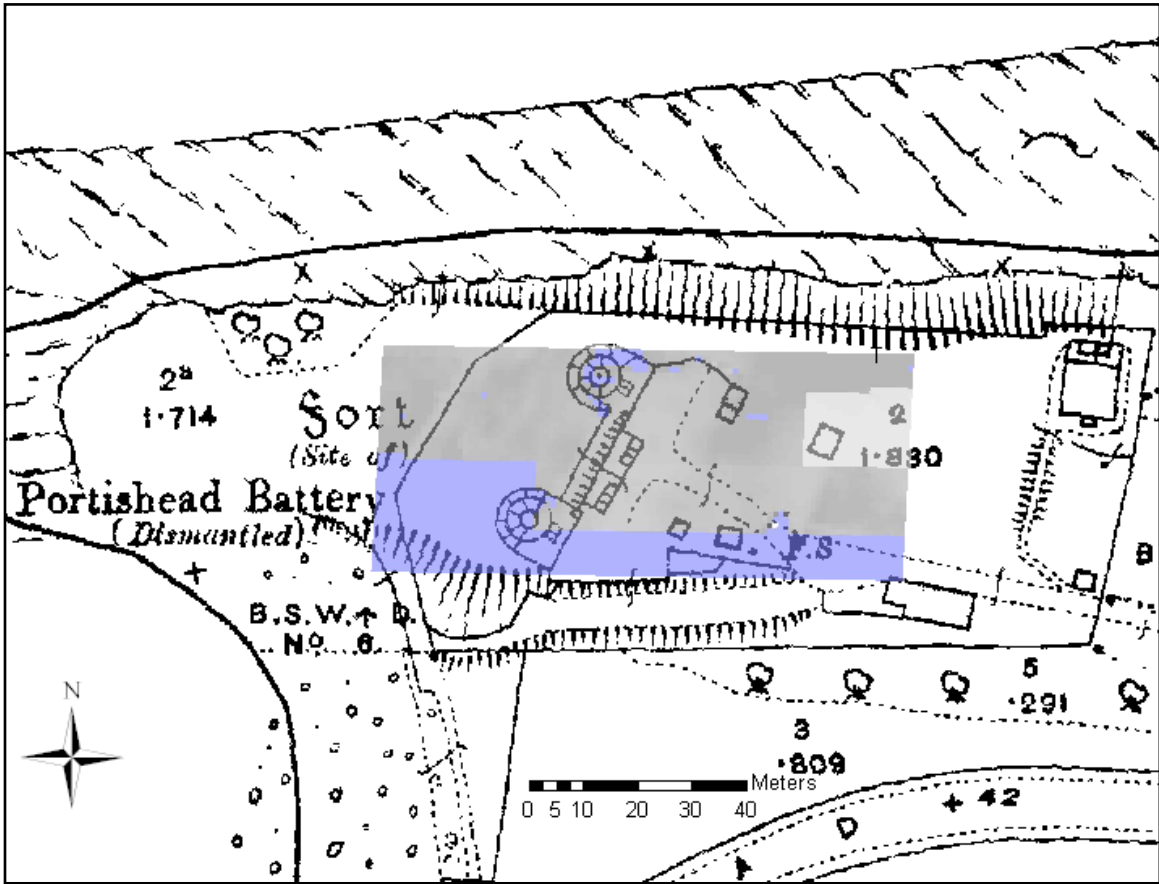 2ª
1·714
Fort
(Site of)
Portishead Battery
(Dismantled)
2
1·830
F.S
B
B.S.W.↑D.
Nº 6
5
·291
3
·809
+ 42
N
Meters
0 5 10 20 30 40